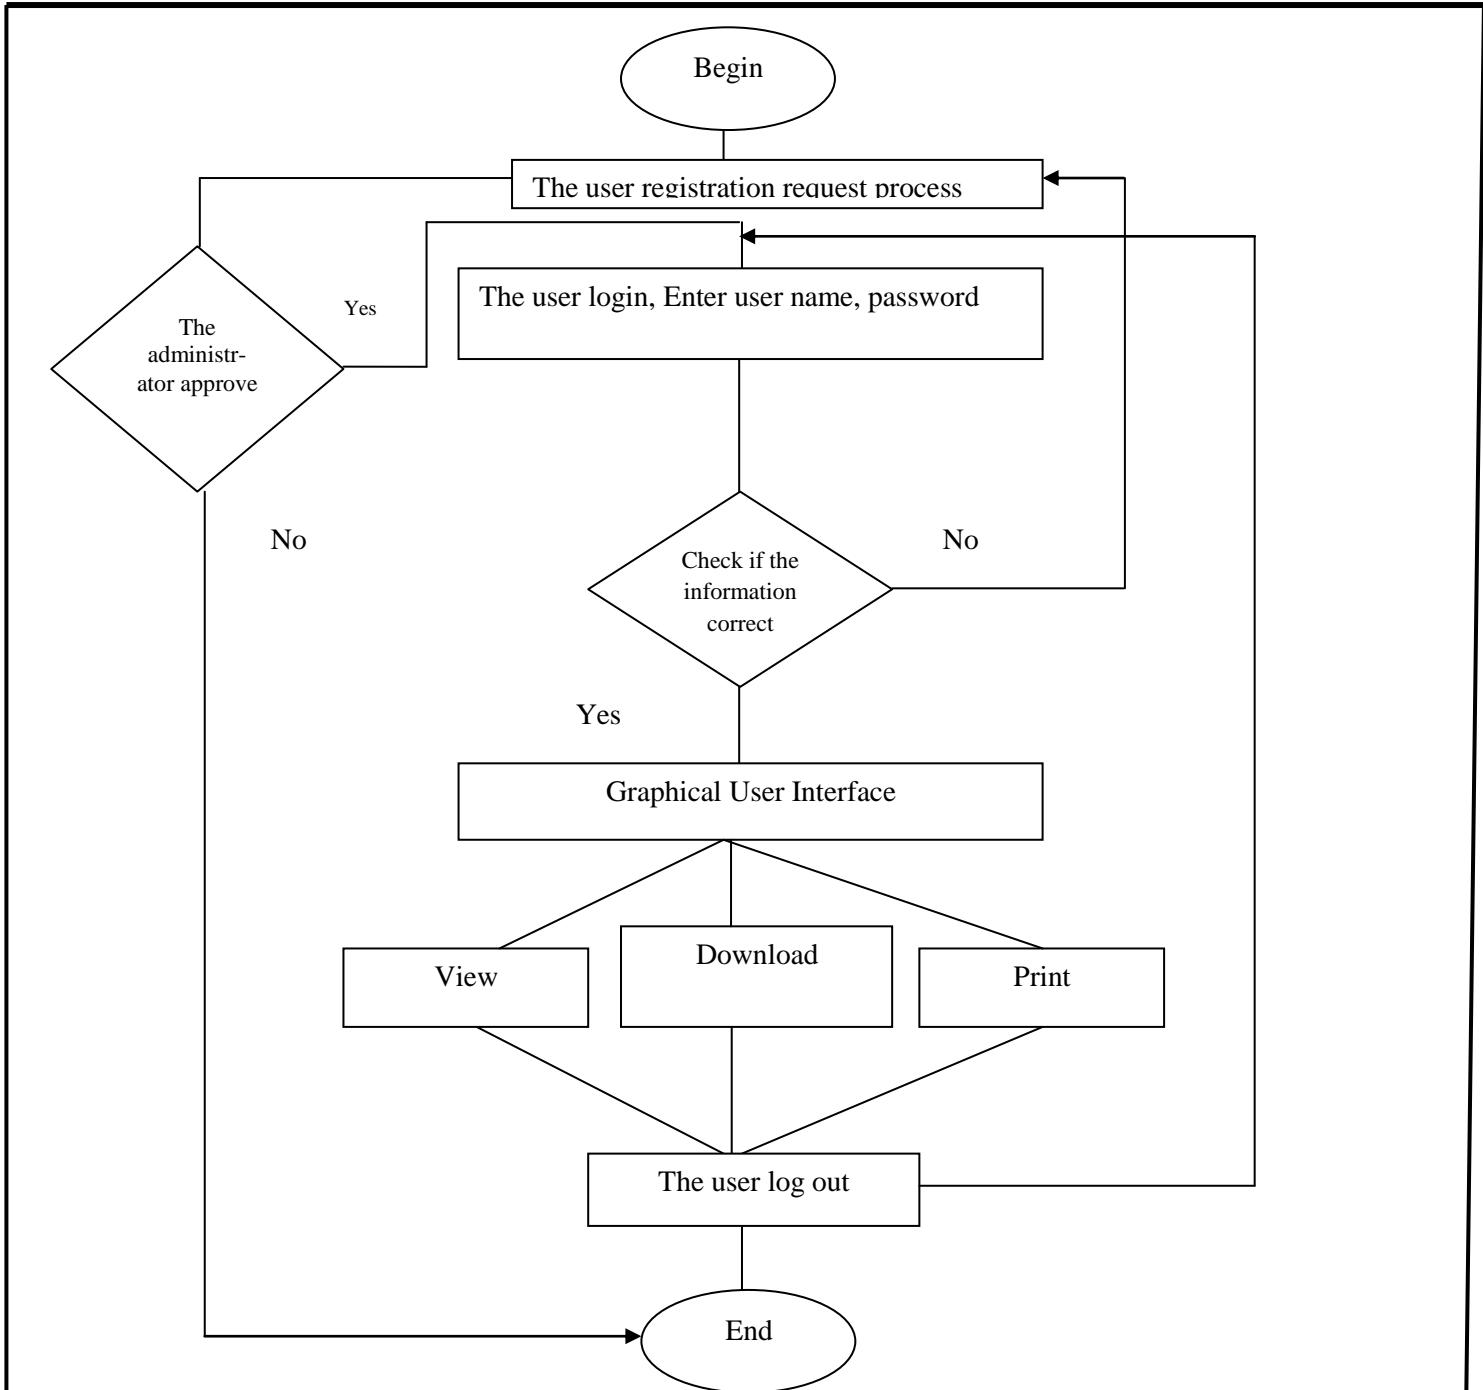 Begin
The user registration request process
The user login, Enter user name, password
Yes
The
administr-
ator approve
No
Check if the
information
correct
No
Yes
Graphical User Interface
View
Download
Print
The user log out
End